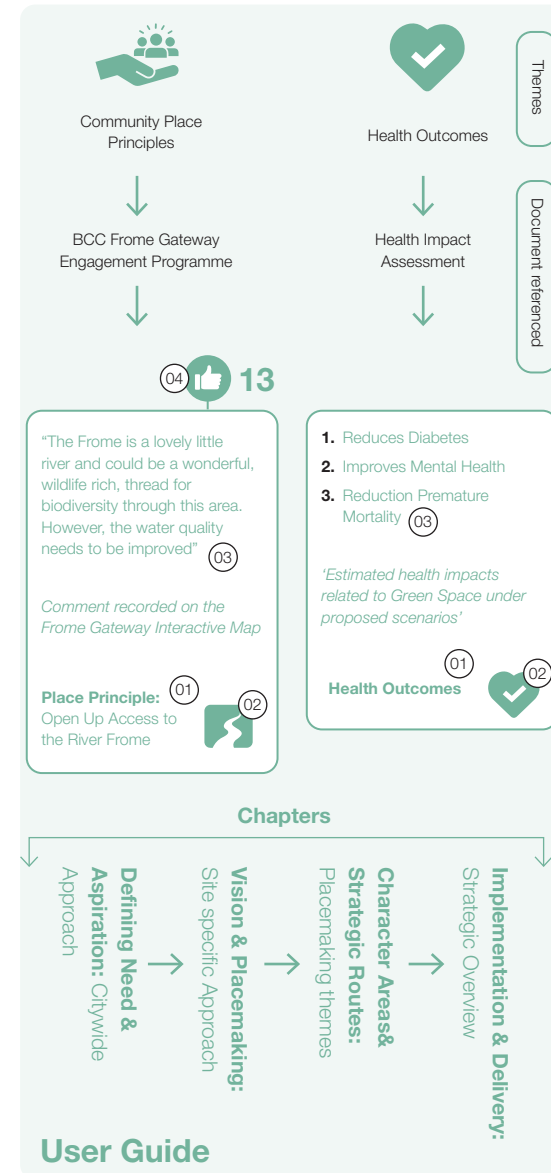 Themes
Community Place
Principles
Health Outcomes
Document referenced
BCC Frome Gateway
Engagement Programme
Health Impact
Assessment
04
13
“The Frome is a lovely little
river and could be a wonderful,
wildlife rich, thread for
biodiversity through this area.
However, the water quality
needs to be improved”
03
Comment recorded on the
Frome Gateway Interactive Map
Place Principle:
01
Open Up Access to
the River Frome
02
1. Reduces Diabetes
2. Improves Mental Health
3. Reduction Premature
Mortality
03
‘Estimated health impacts
related to Green Space under
proposed scenarios’
Health Outcomes
01
02
Chapters
Defining Need &
Aspiration: Citywide
Approach
Vision & Placemaking:
Site specific Approach
Character Areas&
Strategic Routes:
Placemaking themes
Implementation & Delivery:
Strategic Overview
User Guide